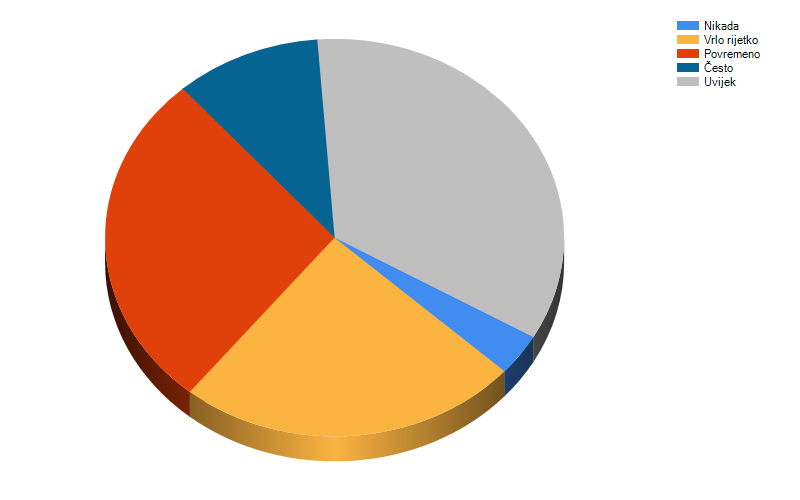 Nikada
Vrlo rijetko
Povremeno
Često
Uvijek